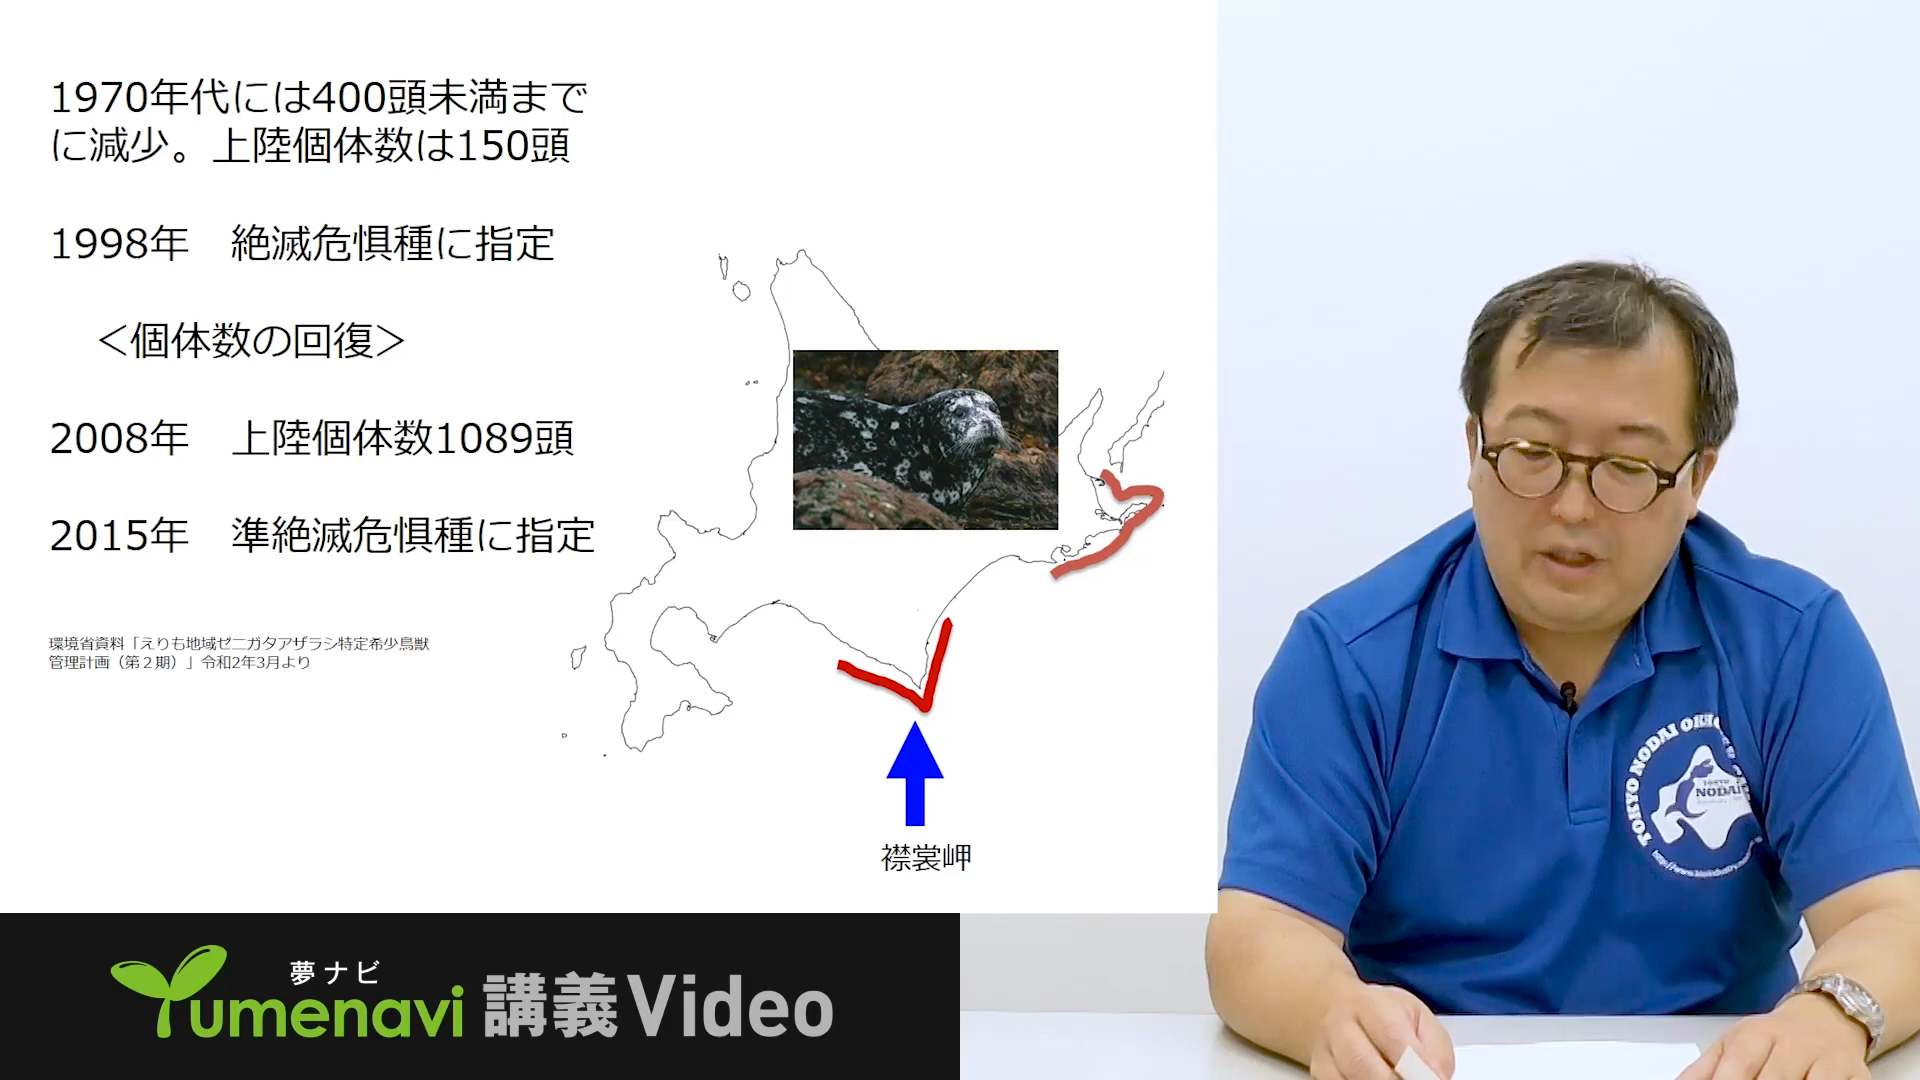 1970年代には400頭未満まで
に減少。上陸個体数は150頭
1998年　絶滅危惧種に指定
＜個体数の回復＞
2008年　上陸個体数1089頭
2015年　準絶滅危惧種に指定
環境省資料「えりも地域ゼニガタアザラシ特定希少鳥獣
管理計画（第２期）」令和2年3月より
襟裳岬
夢ナビ
Yumenavi 講義Video
TOKYO NODAI
NODAI